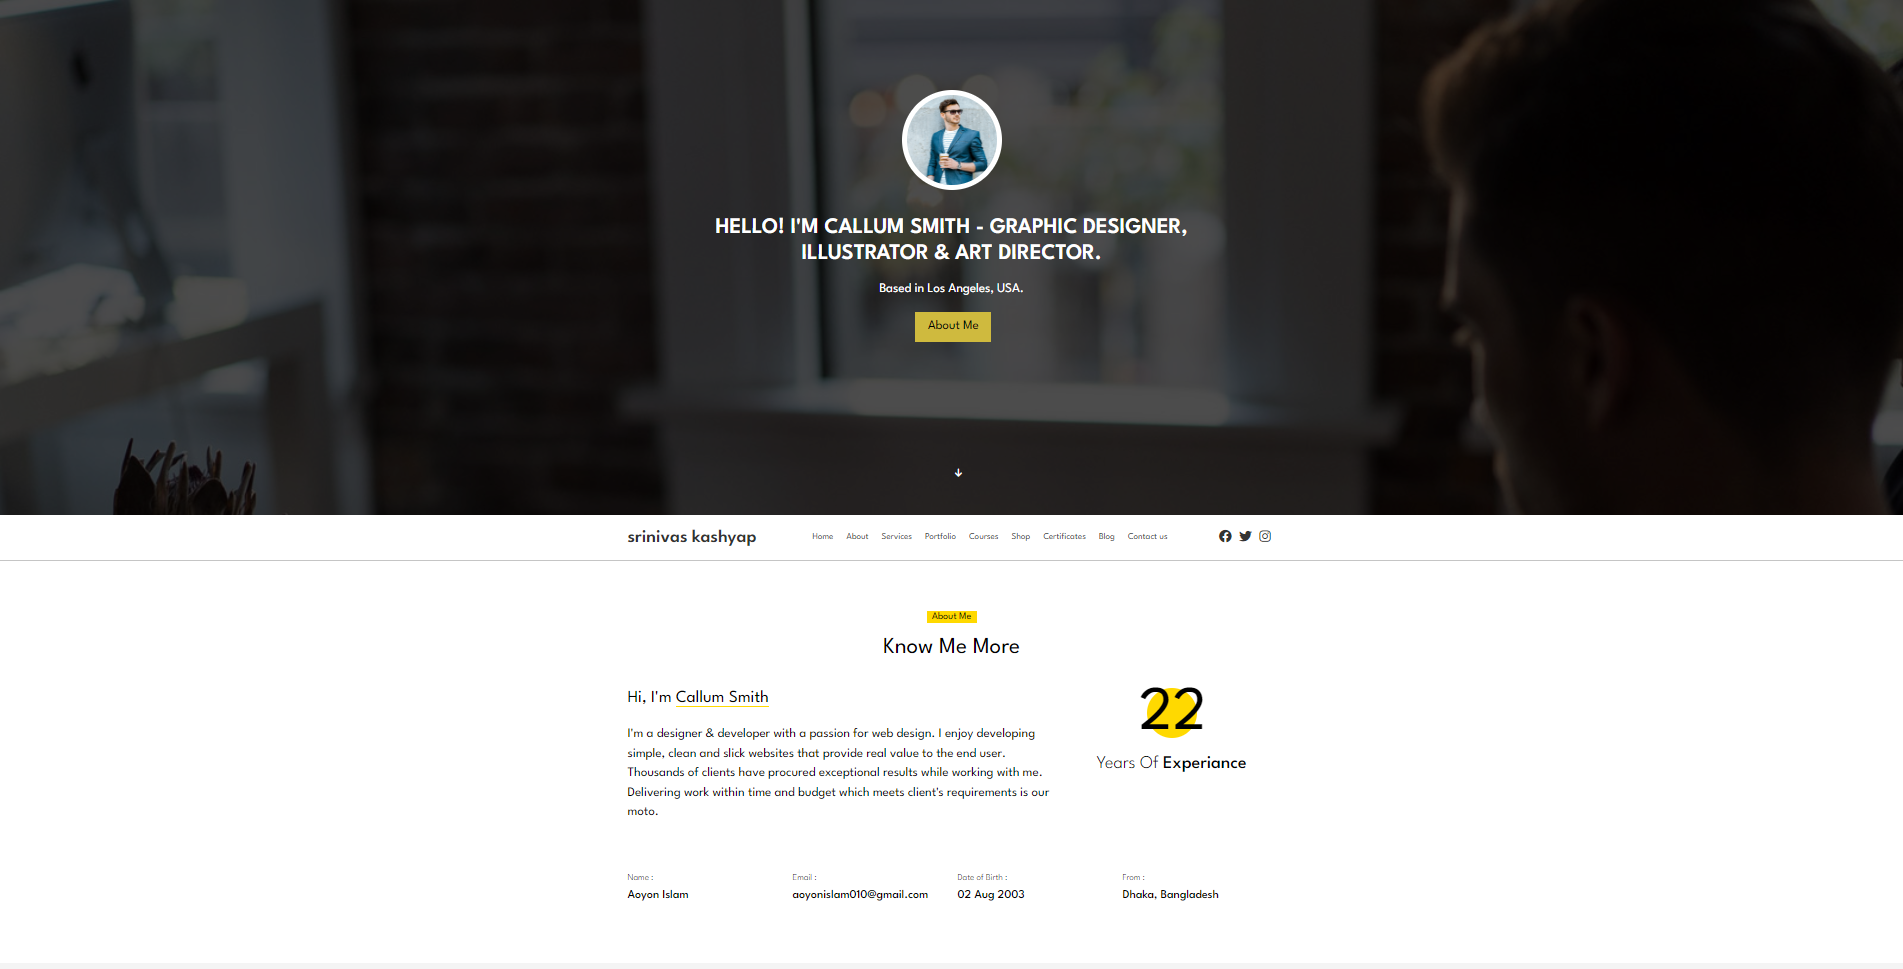 HELLO! I'M CALLUM SMITH - GRAPHIC DESIGNER,
ILLUSTRATOR & ART DIRECTOR.
Based in Los Angeles, USA.
About Me
srinivas kashyap
Home About Services Portfolio Courses Shop Certificates Blog Contact us
About Me
Know Me More
Hi, I'm Callum Smith
I'm a designer & developer with a passion for web design. I enjoy developing
simple, clean and slick websites that provide real value to the end user.
Thousands of clients have procured exceptional results while working with me.
Delivering work within time and budget which meets client's requirements is our
moto.
22
Years Of Experiance
Name :
Aoyon Islam
Email :
aoyonislam010@gmail.com
Date of Birth :
02 Aug 2003
From :
Dhaka, Bangladesh